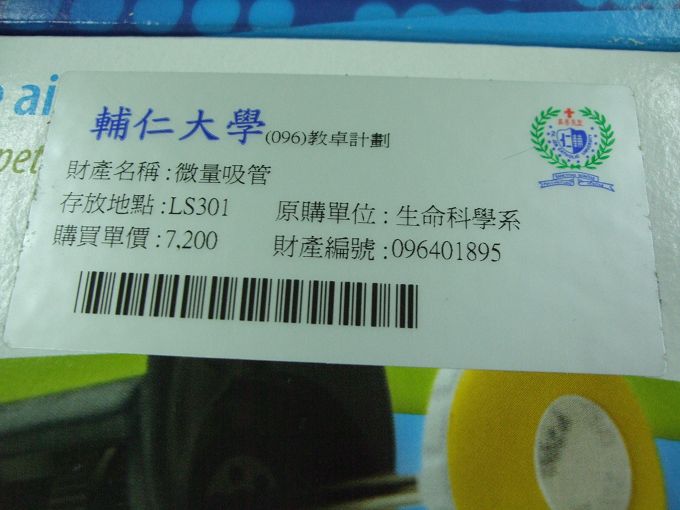 ai
pet
輔仁大學(096)教卓計劃
財產名稱:微量吸管
存放地點:LS301 原購單位:生命科學系
購買單價:7,200 財產編號:096401895